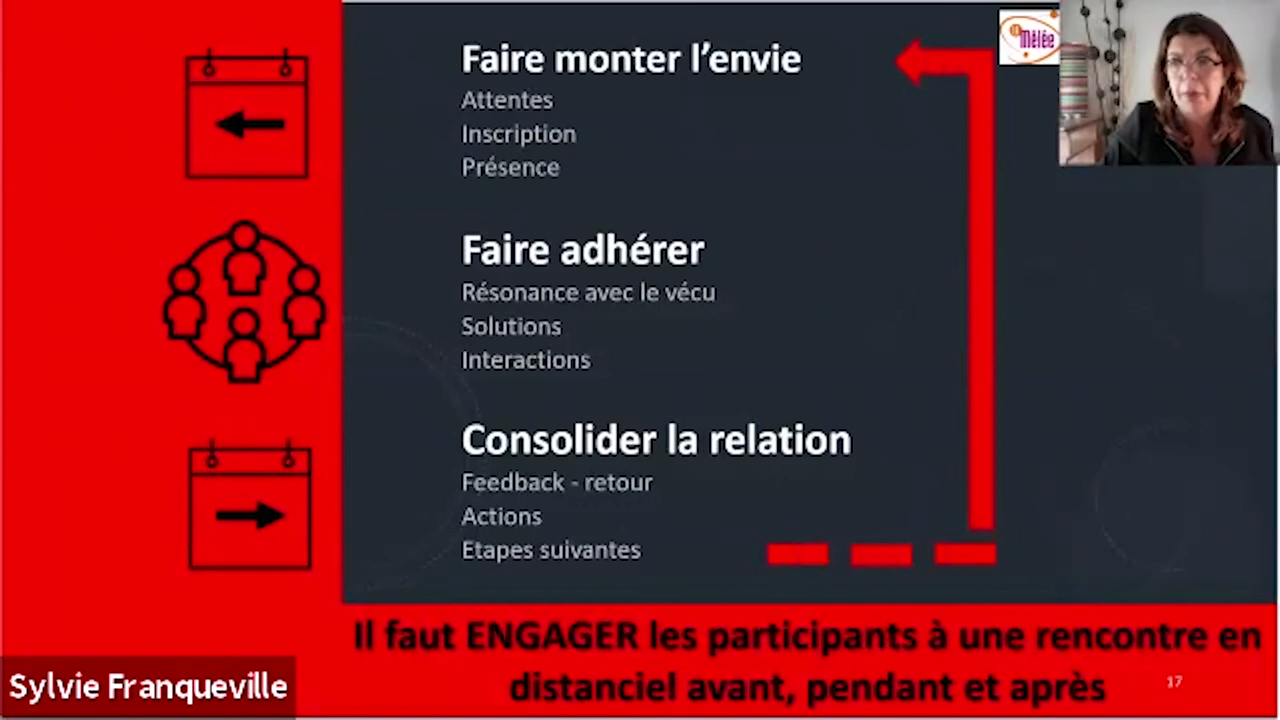 Faire monter l’envie
Attentes
Inscription
Présence
Faire adhérer
Résonance avec le vécu
Solutions
Interactions
Consolider la relation
Feedback - retour
Actions
Etapes suivantes
Il faut ENGAGER les participants à une rencontre en
distanciel avant, pendant et après
17
Sylvie Franqueville
la
Mêlée